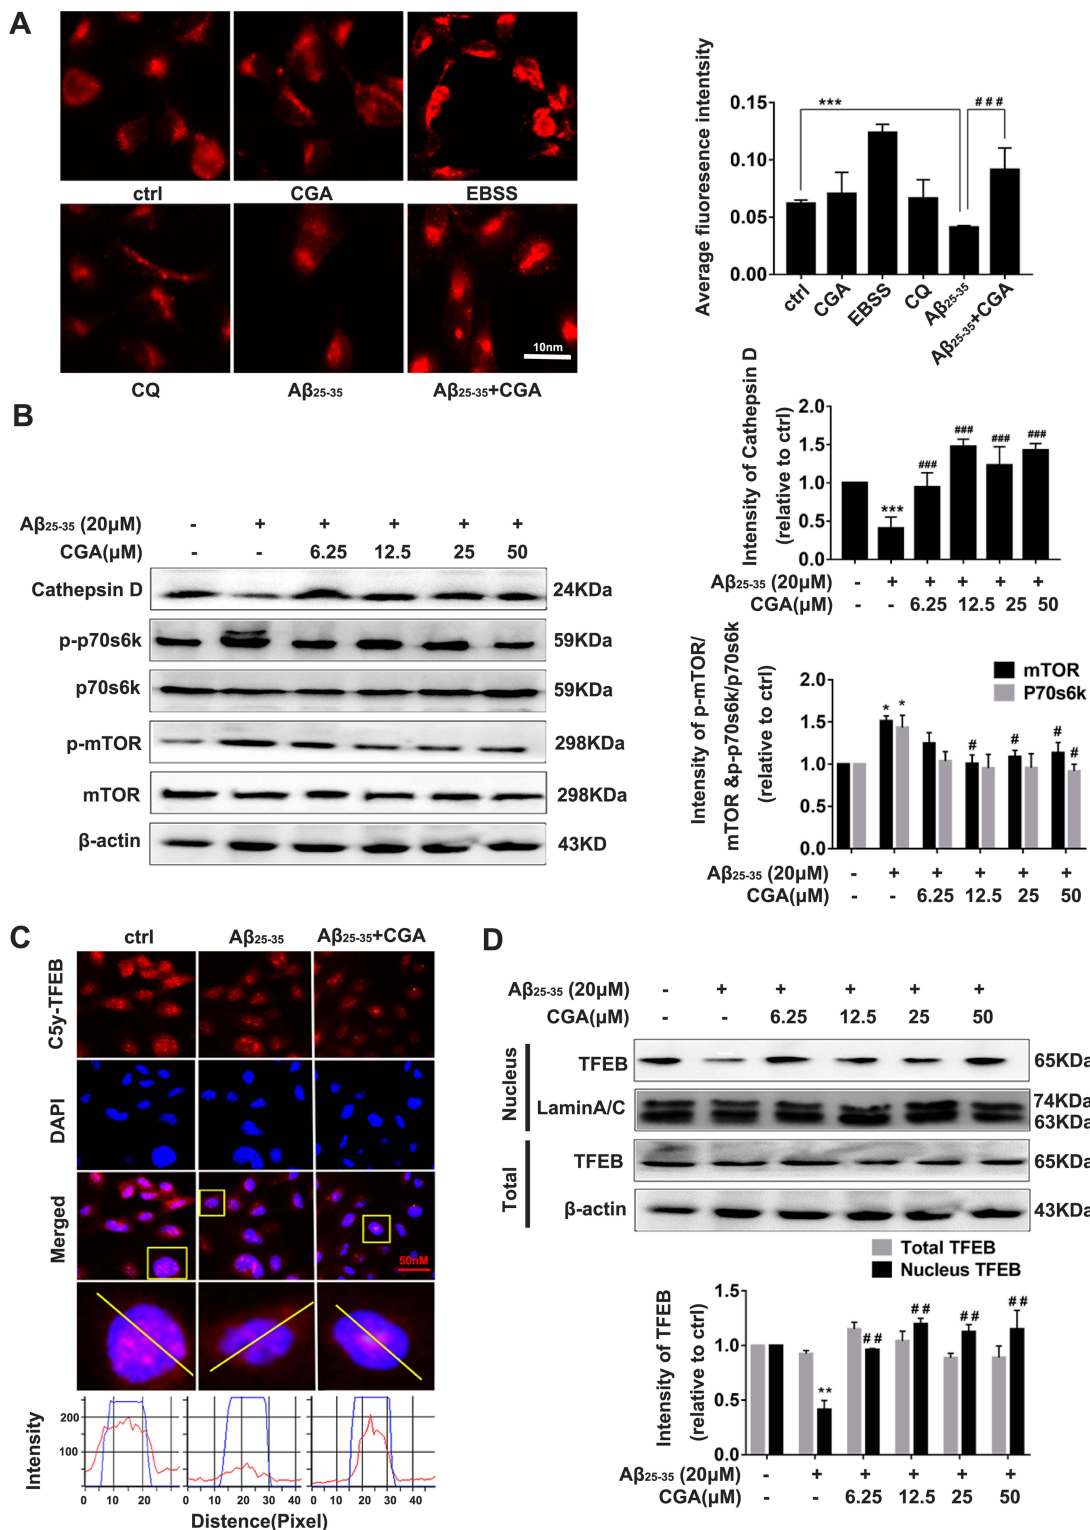 A
ctrl
CGA
EBSS
CQ
Aβ25-35
Aβ25-35+CGA
10nm
Average fiuoresence intentsity
0.15
0.10
0.05
0.00
***
###
ctrl
CGA
EBSS
CQ
Aβ25-35
Aβ25-35+CGA
B
Aβ25-35 (20μM) - + + + + +
CGA(μM) - - 6.25 12.5 25 50
Cathepsin D 24KDa
p-p70s6k 59KDa
p70s6k 59KDa
p-mTOR 298KDa
mTOR 298KDa
β-actin 43KD
Intensity of Cathepsin D
(relative to ctrl)
2.0
1.5
1.0
0.5
0.0
*** ### ### ### ###
Aβ25-35 (20μM) - + + + + +
CGA(μM) - - 6.25 12.5 25 50
Intensity of p-mTOR/
mTOR &p-p70s6k/p70s6k
(relative to ctrl)
mTOR
P70s6k
2.0
1.5
1.0
0.5
0.0
* * # # # #
Aβ25-35 (20μM) - + + + + +
CGA(μM) - - 6.25 12.5 25 50
C
ctrl Aβ25-35 Aβ25-35+CGA
C5y-TFEB
DAPI
Merged
50nM
Intensity
200
100
0 10 20 0 10 20 30 40 0 10 20 30 40
Distence(Pixel)
D
Aβ25-35 (20μM) - + + + + +
CGA(μM) - - 6.25 12.5 25 50
Nucleus
TFEB 65KDa
LaminA/C 74KDa
63KDa
Total
TFEB 65KDa
β-actin 43KDa
Total TFEB
Nucleus TFEB
Intensity of TFEB
(relative to ctrl)
1.5
1.0
0.5
0.0
** ## ## ## ##
Aβ25-35 (20μM) - + + + + +
CGA(μM) - - 6.25 12.5 25 50